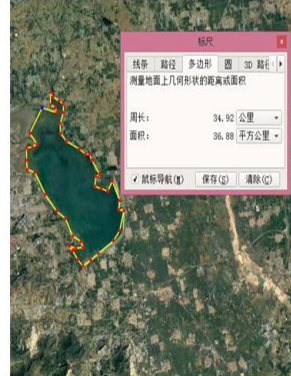 标尺
线条 路径 多边形 圆 3D 路径
测量地面上几何形状的距离或面积
周长： 34.92 公里
面积： 36.88 平方公里
鼠标导航(M) 保存(S) 清除(C)